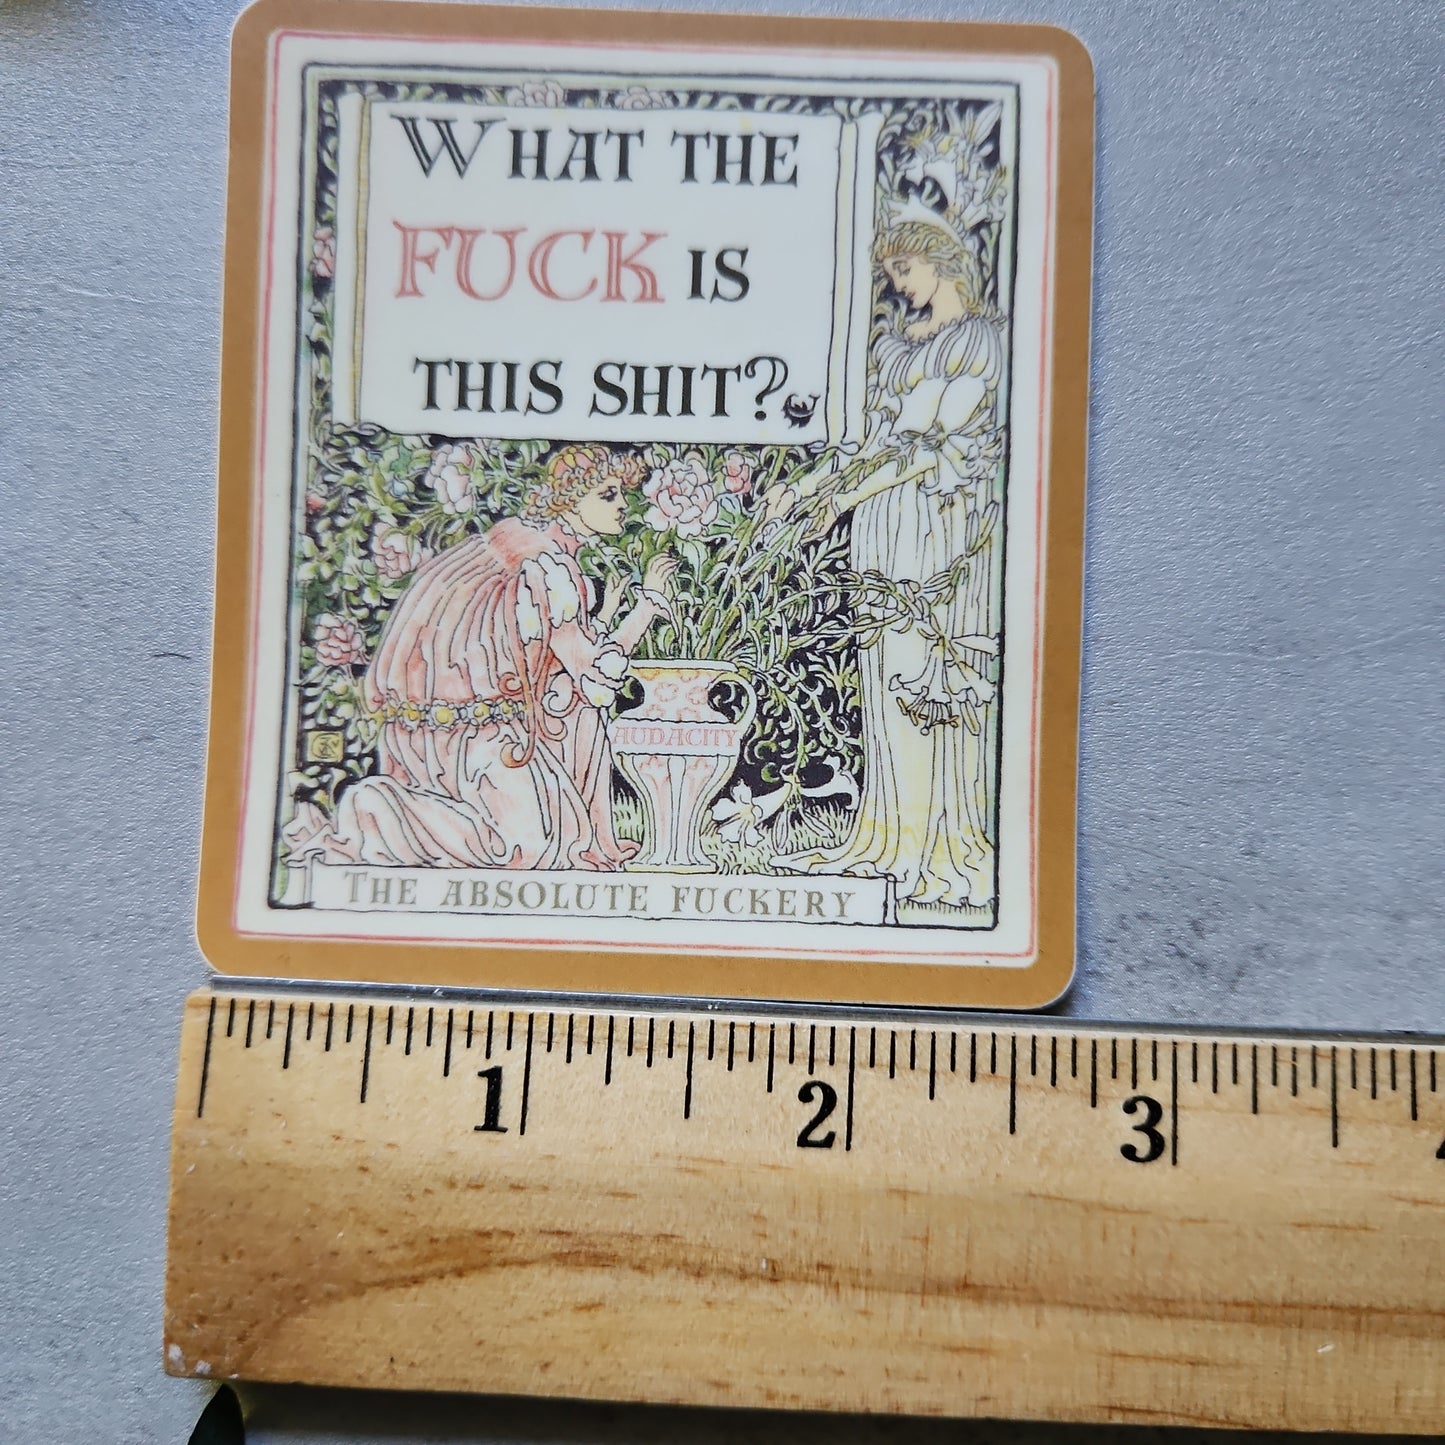 WHAT THE
FUCK IS
THIS SHIT?
AUDACITY
THE ABSOLUTE FUCKERY
1
2
3